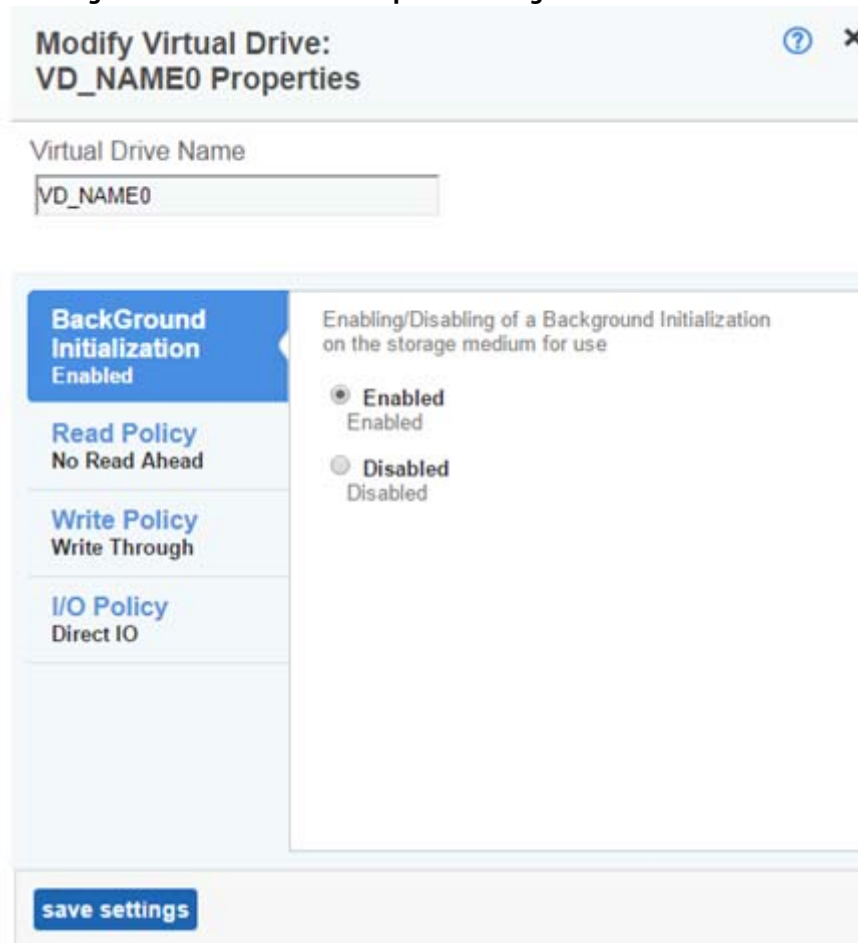 Modify Virtual Drive:
VD_NAME0 Properties
Virtual Drive Name
VD_NAME0
BackGround
Initialization
Enabled
Read Policy
No Read Ahead
Write Policy
Write Through
I/O Policy
Direct IO
Enabling/Disabling of a Background Initialization
on the storage medium for use
Enabled
Enabled
Disabled
Disabled
save settings